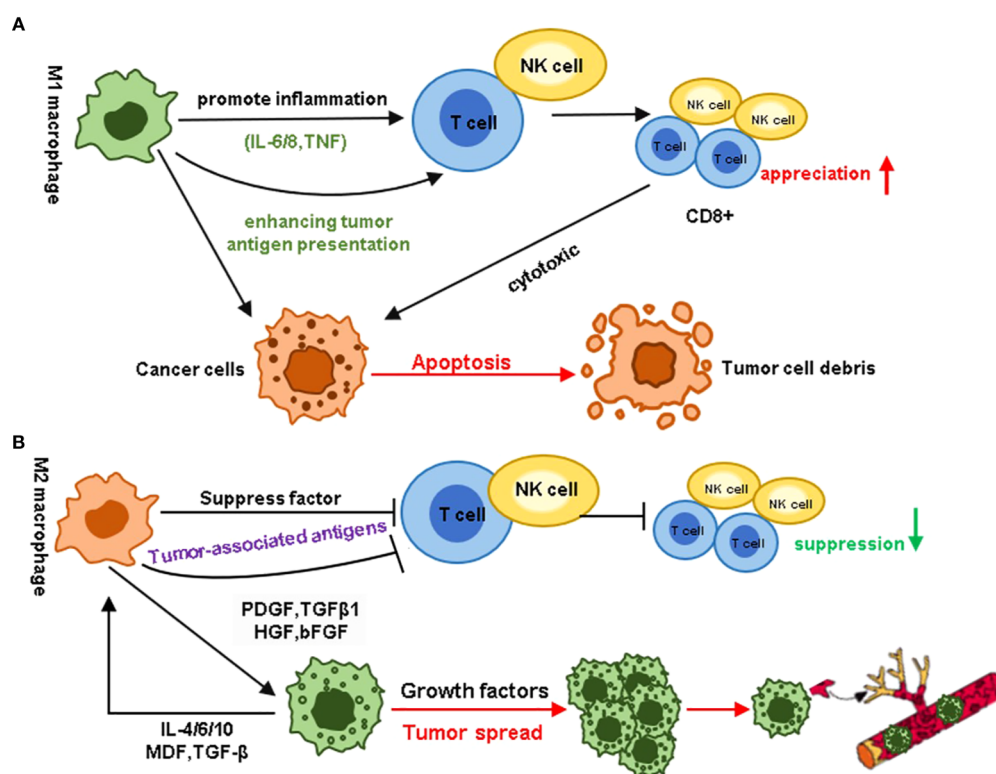 A
M1 macrophage
promote inflammation
(IL-6/8,TNF)
NK cell
T cell
NK cell
NK cell
T cell
T cell
appreciation
CD8+
enhancing tumor
antigen presentation
cytotoxic
Cancer cells
Apoptosis
Tumor cell debris
B
M2 macrophage
Suppress factor
Tumor-associated antigens
NK cell
T cell
NK cell
NK cell
T cell
T cell
suppression
PDGF,TGFβ1
HGF,bFGF
IL-4/6/10
MDF,TGF-β
Growth factors
Tumor spread